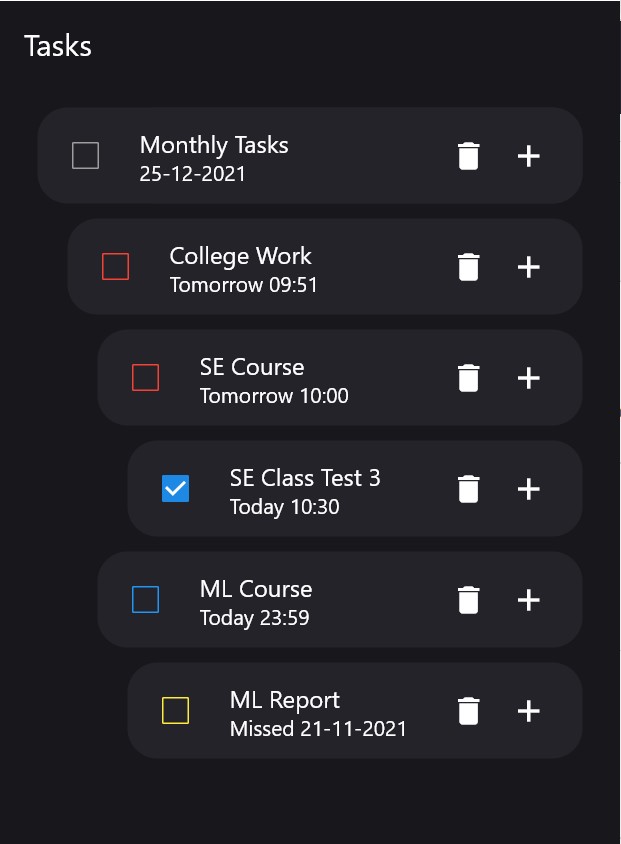 Tasks
Monthly Tasks
25-12-2021
College Work
Tomorrow 09:51
SE Course
Tomorrow 10:00
SE Class Test 3
Today 10:30
ML Course
Today 23:59
ML Report
Missed 21-11-2021